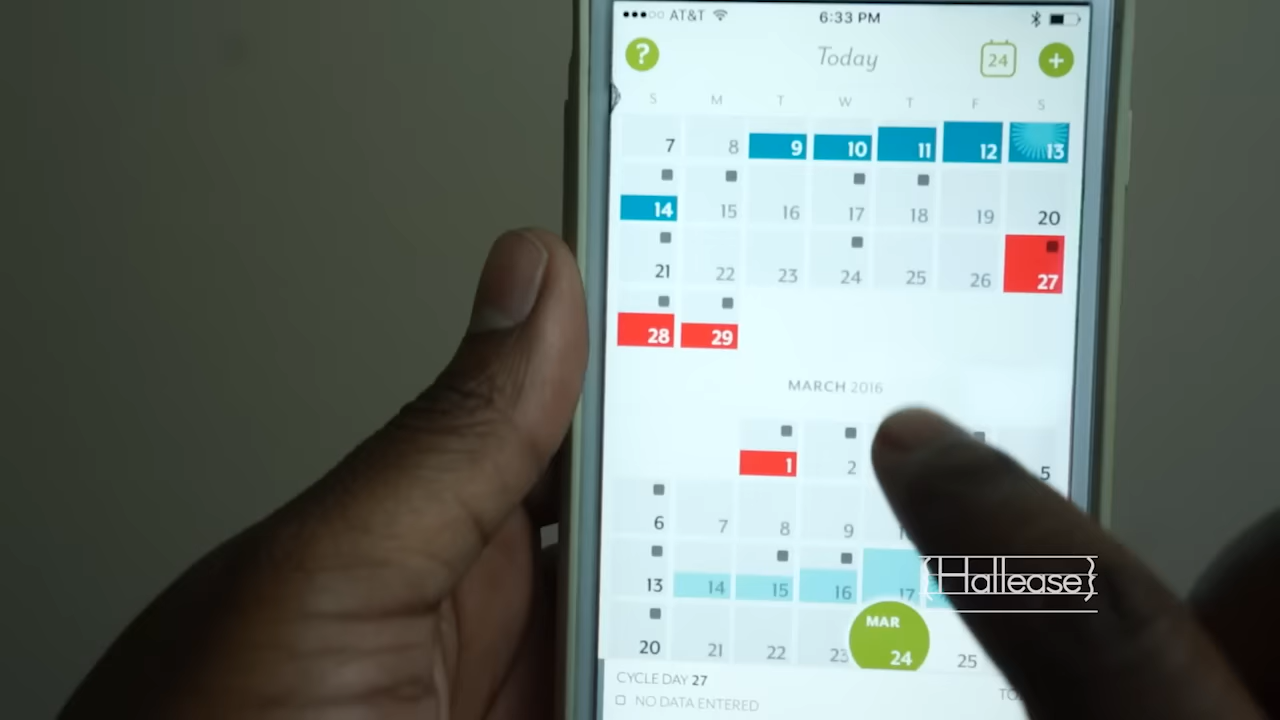 AT&T 6:33 PM
? Today 24 +
S M T W T F S
7 8 9 10 11 12 13
14 15 16 17 18 19 20
21 22 23 24 25 26 27
28 29
MARCH 2016
1 2 5
6 7 8 9
13 14 15 16 17
20 21 22 23 MAR 24 25
CYCLE DAY 27
NO DATA ENTERED
{Hallease}